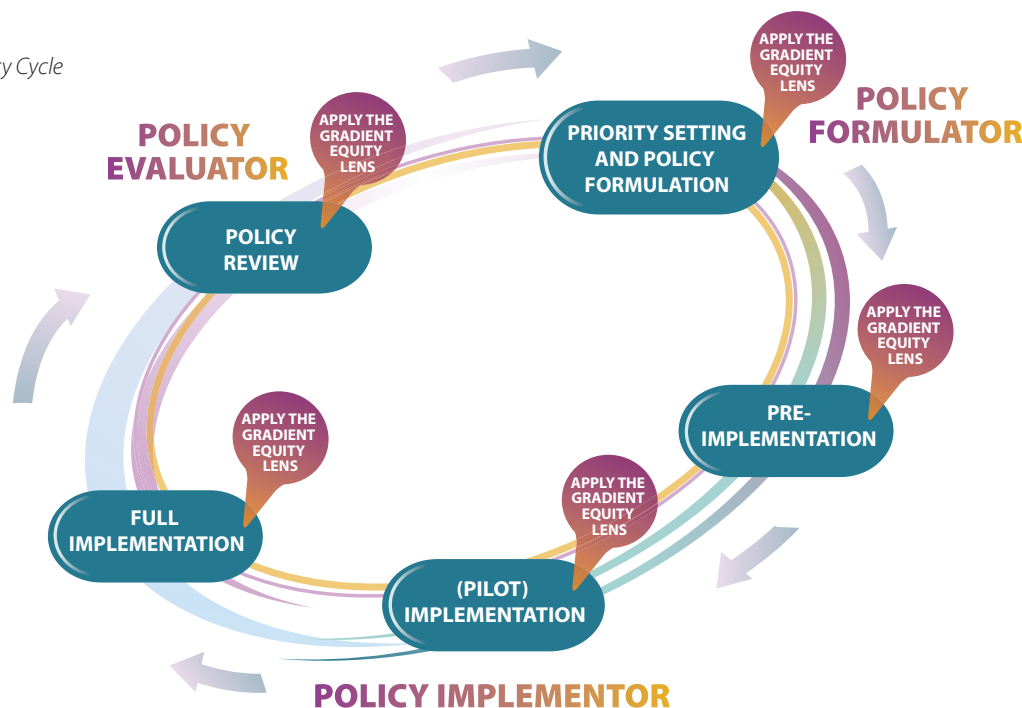 Cycle
APPLY THE
GRADIENT
EQUITY
LENS
POLICY
FORMULATOR
PRIORITY SETTING
AND POLICY
FORMULATION
POLICY
EVALUATOR
APPLY THE
GRADIENT
EQUITY
LENS
POLICY
REVIEW
APPLY THE
GRADIENT
EQUITY
LENS
PRE-
IMPLEMENTATION
APPLY THE
GRADIENT
EQUITY
LENS
FULL
IMPLEMENTATION
APPLY THE
GRADIENT
EQUITY
LENS
(PILOT)
IMPLEMENTATION
POLICY IMPLEMENTOR